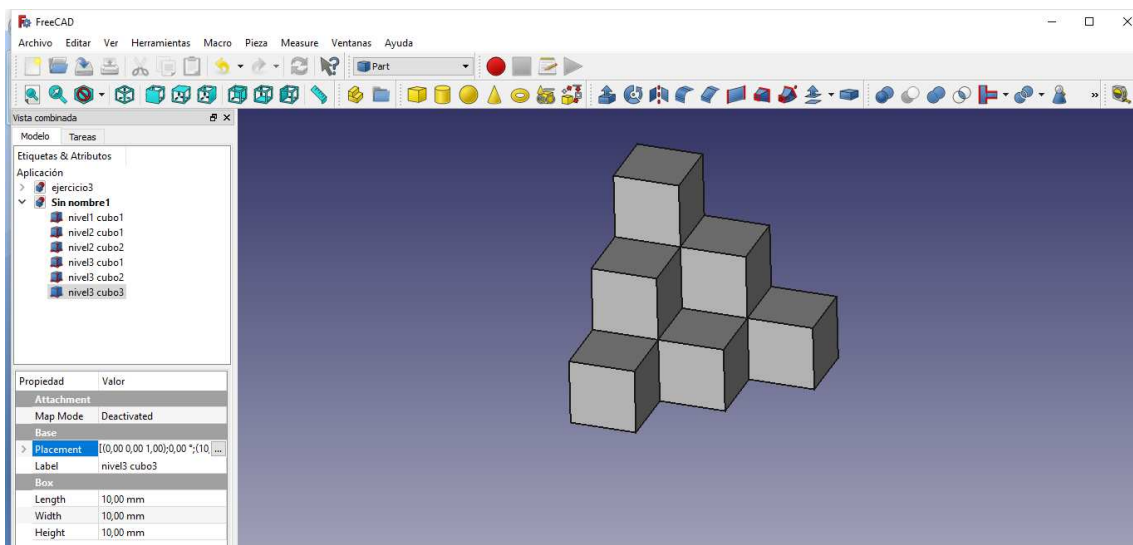 FreeCAD
Archivo Editar Ver Herramientas Macro Pieza Measure Ventanas Ayuda
Part
Vista combinada
Modelo Tareas
Etiquetas & Atributos
Aplicación
ejercicio3
Sin nombre1
nivel1 cubo1
nivel2 cubo1
nivel2 cubo2
nivel3 cubo1
nivel3 cubo2
nivel3 cubo3
Propiedad Valor
Attachment
Map Mode Deactivated
Base
Placement [(0,00 0,00 1,00);0,00 °;(10, ...
Label nivel3 cubo3
Box
Length 10,00 mm
Width 10,00 mm
Height 10,00 mm